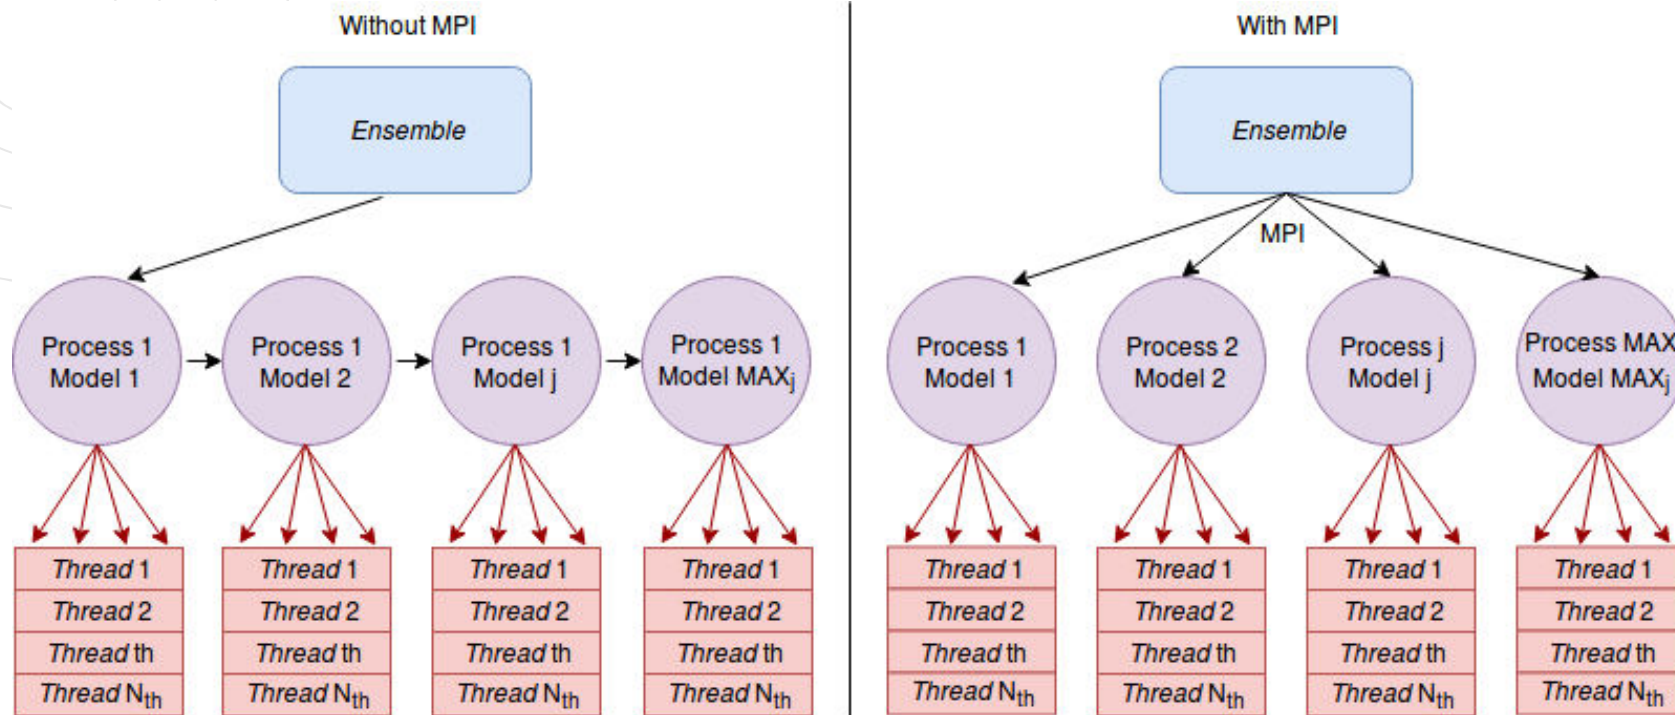 Without MPI
Ensemble
Process 1
Model 1
Process 1
Model 2
Process 1
Model j
Process 1
Model MAXj
Thread 1
Thread 2
Thread th
Thread Nth
Thread 1
Thread 2
Thread th
Thread Nth
Thread 1
Thread 2
Thread th
Thread Nth
Thread 1
Thread 2
Thread th
Thread Nth
With MPI
Ensemble
MPI
Process 1
Model 1
Process 2
Model 2
Process j
Model j
Process MAX
Model MAXj
Thread 1
Thread 2
Thread th
Thread Nth
Thread 1
Thread 2
Thread th
Thread Nth
Thread 1
Thread 2
Thread th
Thread Nth
Thread 1
Thread 2
Thread th
Thread Nth